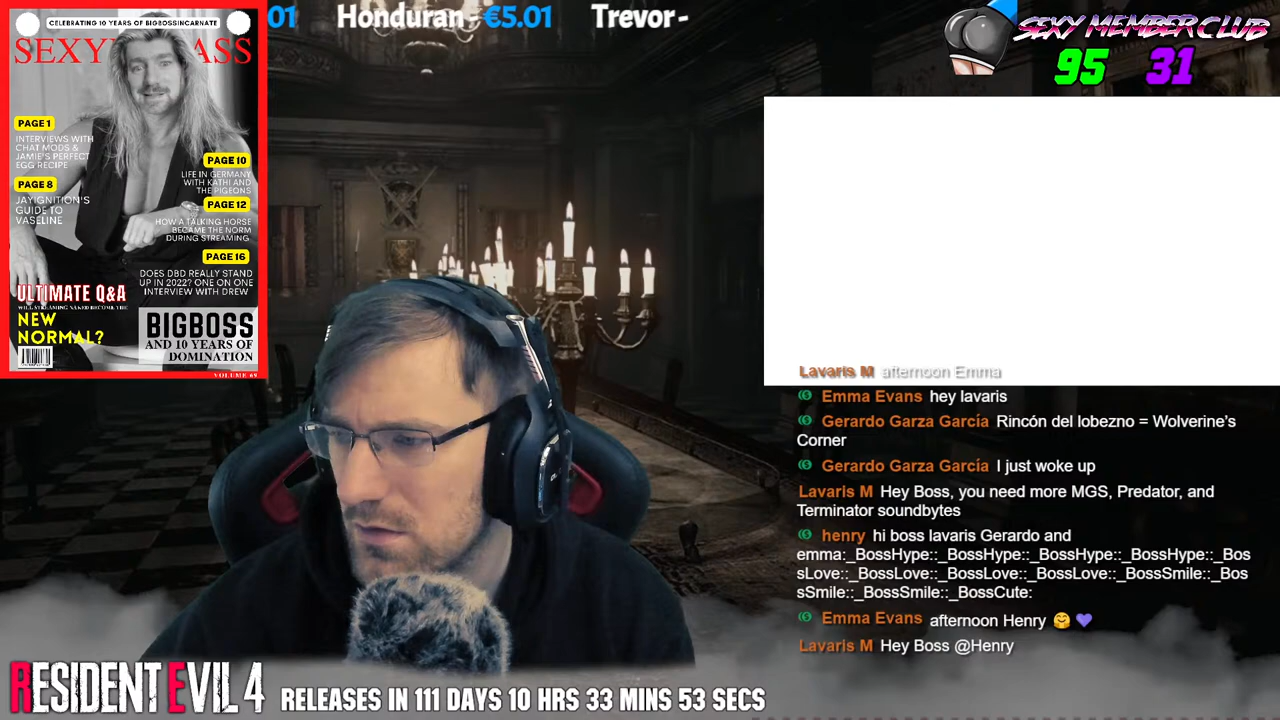 01 Honduran - €5.01 Trevor -
CELEBRATING 10 YEARS OF BIGBOSSINCARNATE
SEXY ASS
PAGE 1
INTERVIEWS WITH
CHAT MODS &
JAMIE'S PERFECT
EGG RECIPE
PAGE 8
JAYIGNITION'S
GUIDE TO
VASELINE
PAGE 10
LIFE IN GERMANY
WITH KATHI AND
THE PIGEONS
PAGE 12
HOW A TALKING HORSE
BECAME THE NORM
DURING STREAMING
PAGE 16
DOES DBD REALLY STAND
UP IN 2022? ONE ON ONE
INTERVIEW WITH DREW
ULTIMATE Q&A
WILL STREAMING NAKED BECOME THE
NEW
NORMAL?
BIGBOSS
AND 10 YEARS OF
DOMINATION
VOLUME 69
SEXY MEMBER CLUB
95 31
Lavaris M afternoon Emma
Emma Evans hey lavaris
Gerardo Garza García Rincón del lobezno = Wolverine's
Corner
Gerardo Garza García I just woke up
Lavaris M Hey Boss, you need more MGS, Predator, and
Terminator soundbytes
henry hi boss lavaris Gerardo and
emma:_BossHype::_BossHype::_BossHype::_BossHype::_Bos
sLove::_BossLove::_BossLove::_BossLove::_BossSmile::_Bos
sSmile::_BossSmile::_BossCute:
Emma Evans afternoon Henry 🤗 💜
Lavaris M Hey Boss @Henry
RESIDENT EVIL 4 RELEASES IN 111 DAYS 10 HRS 33 MINS 53 SECS